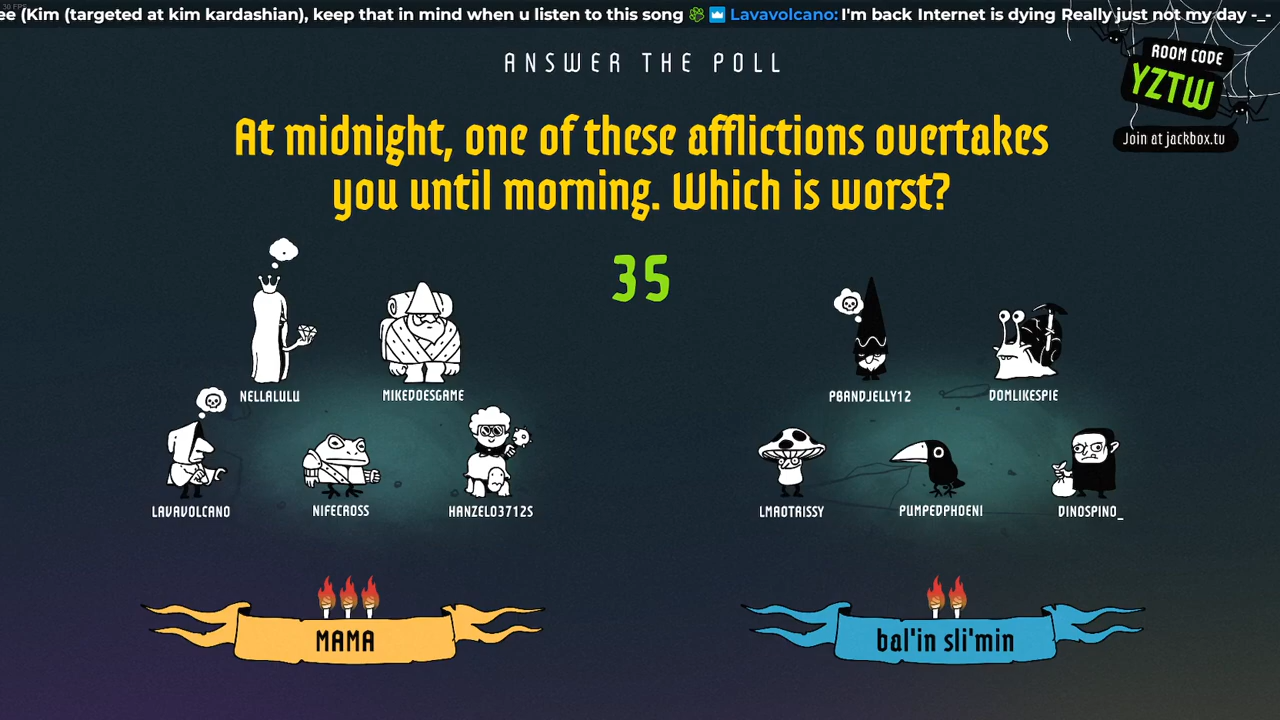 30 FPS
ee (Kim (targeted at kim kardashian), keep that in mind when u listen to this song Lavavolcano: I'm back Internet is dying Really just not my day -_-
ANSWER THE POLL
ROOM CODE
YZTW
Join at jackbox.tv
At midnight, one of these afflictions overtakes
you until morning. Which is worst?
35
NELLALULU
MIKEDOESGAME
PBANDJELLY12
DOMLIKESPIE
LAVAVOLCANO
NIFECROSS
HANZELO3712S
LMAOTRISSY
PUMPEDPHOENI
DINOSPINO_
MAMA
bal'in sli'min